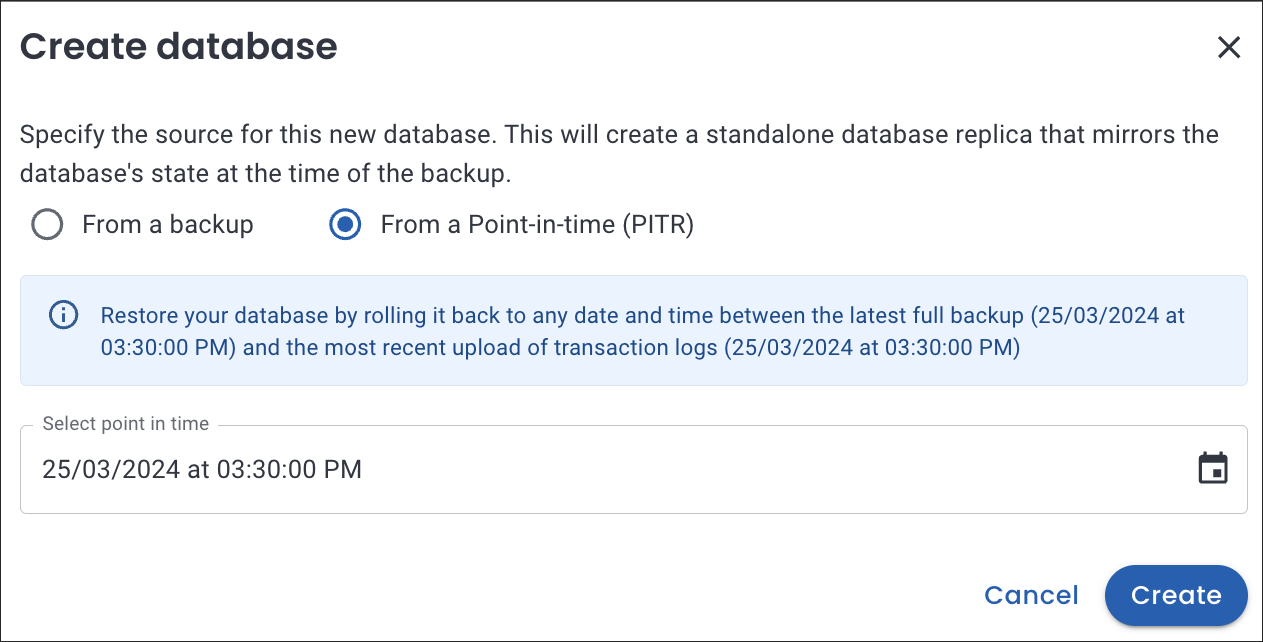 Create database
Specify the source for this new database. This will create a standalone database replica that mirrors the
database's state at the time of the backup.
From a backup
From a Point-in-time (PITR)
Restore your database by rolling it back to any date and time between the latest full backup (25/03/2024 at
03:30:00 PM) and the most recent upload of transaction logs (25/03/2024 at 03:30:00 PM)
Select point in time
25/03/2024 at 03:30:00 PM
Cancel
Create